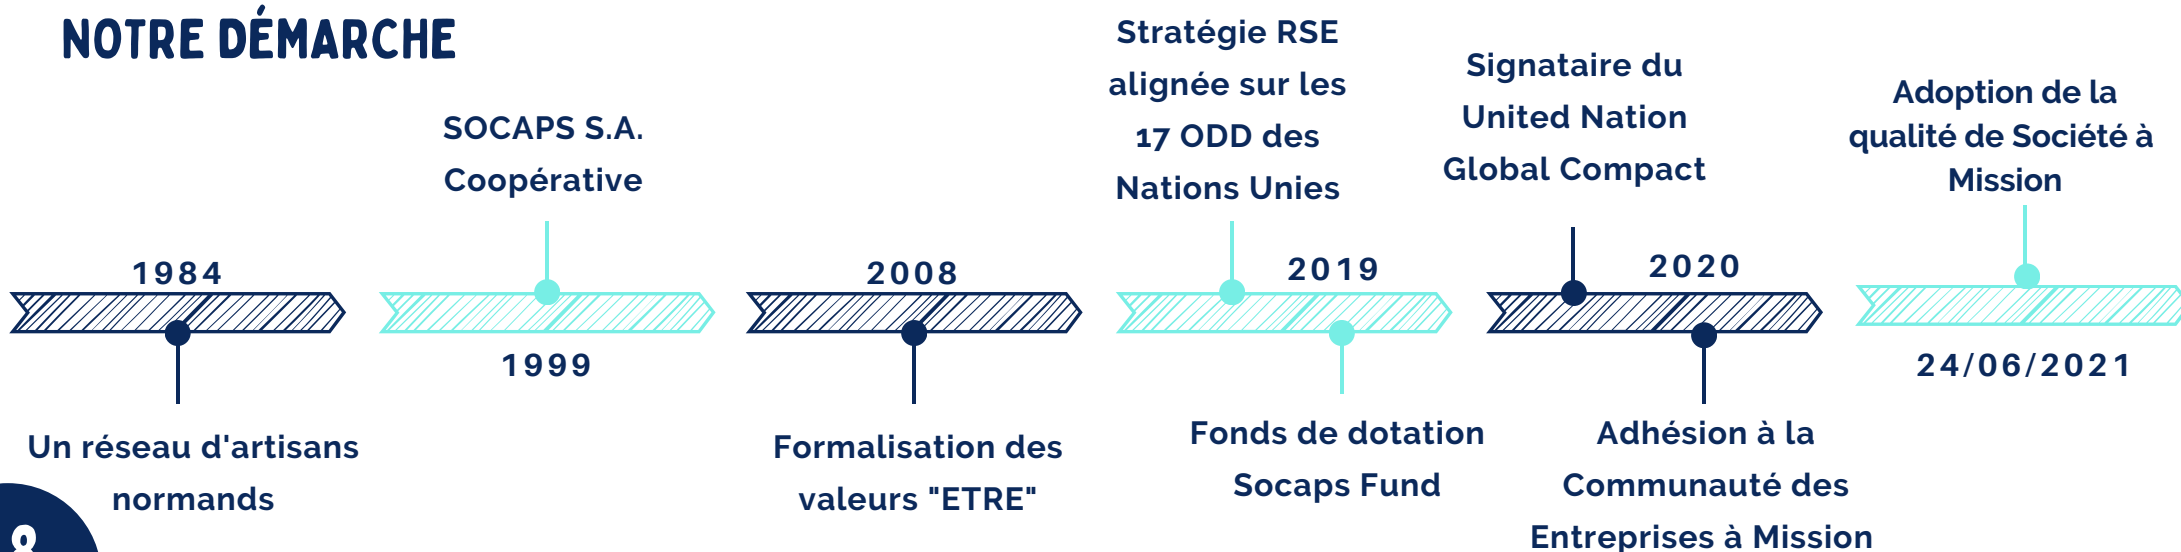 NOTRE DÉMARCHE
1984
Un réseau d'artisans
normands
SOCAPS S.A.
Coopérative
1999
2008
Formalisation des
valeurs "ETRE"
Stratégie RSE
alignée sur les
17 ODD des
Nations Unies
2019
Fonds de dotation
Socaps Fund
Signataire du
United Nation
Global Compact
2020
Adhésion à la
Communauté des
Entreprises à Mission
Adoption de la
qualité de Société à
Mission
24/06/2021
8